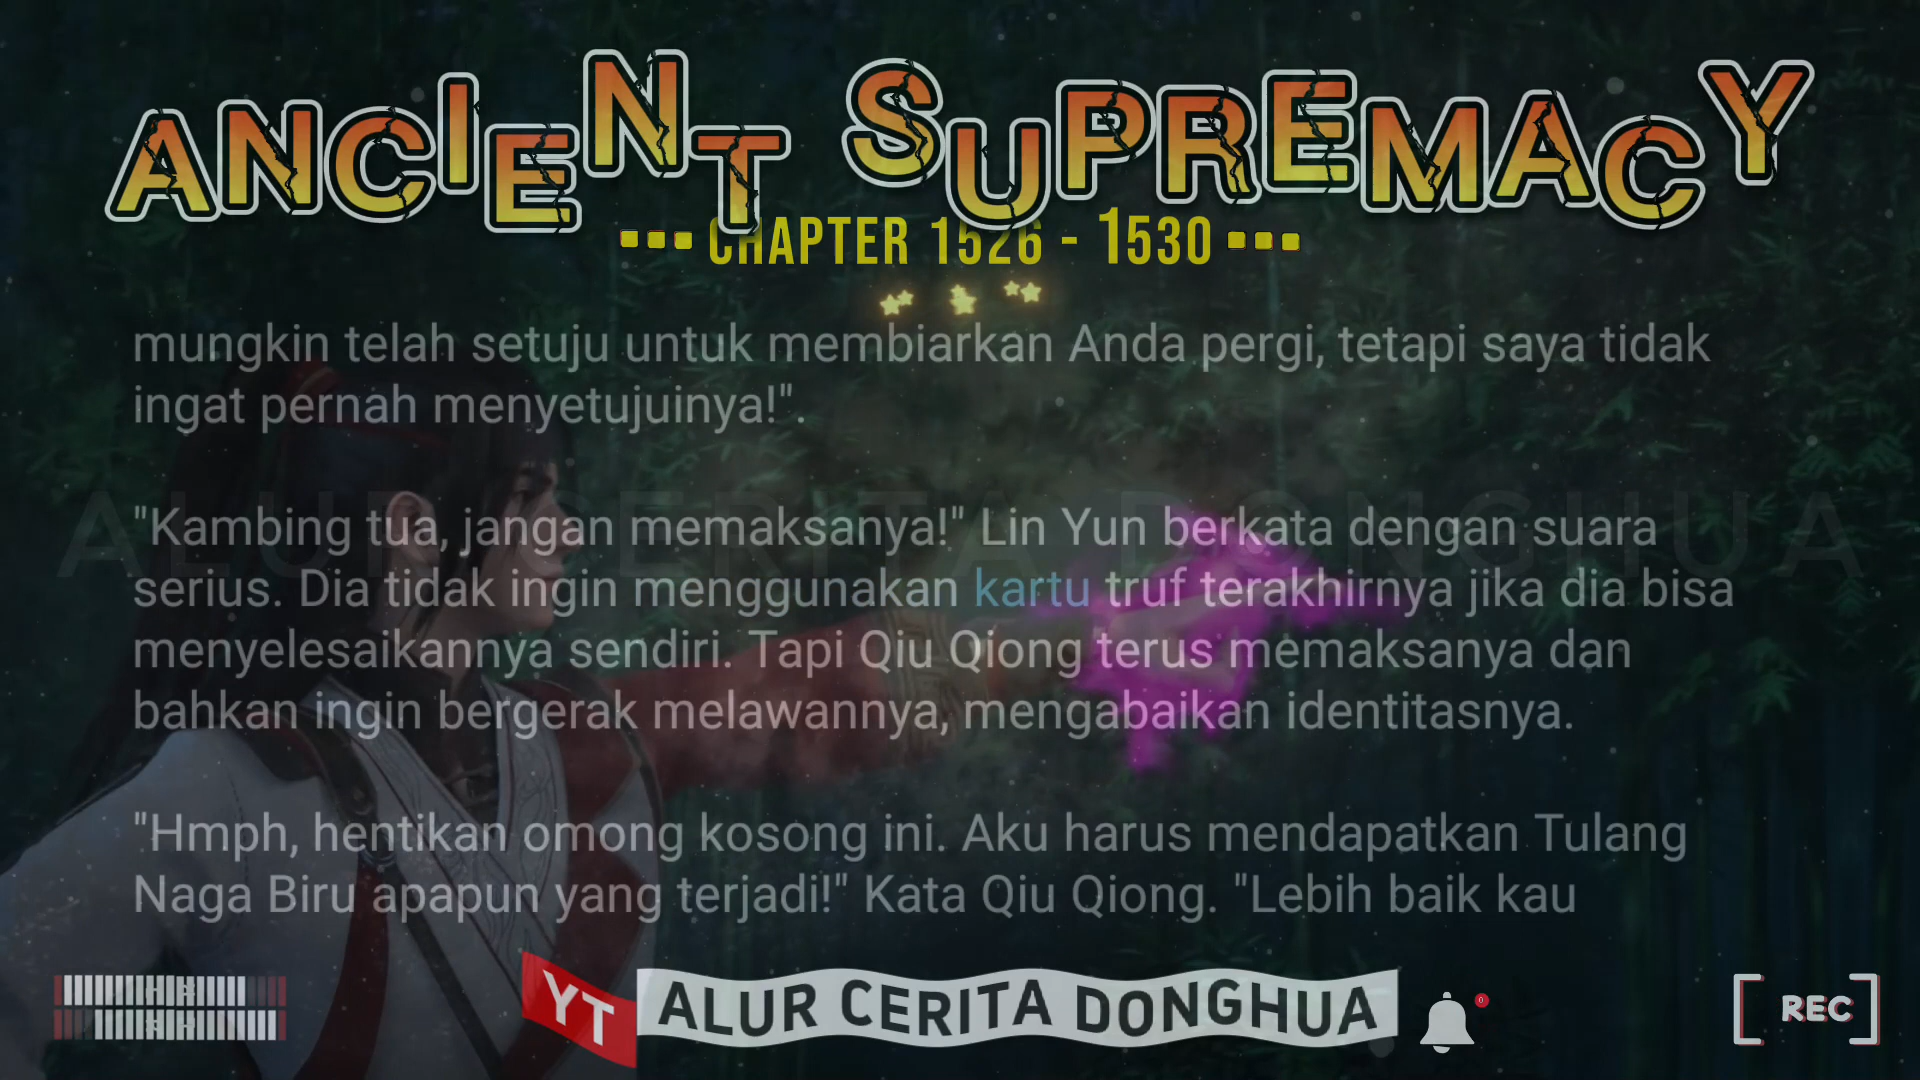 ANCIENT SUPREMACY
CHAPTER 1526 - 1530
mungkin telah setuju untuk membiarkan Anda pergi, tetapi saya tidak
ingat pernah menyetujuinya!".
ALUR CERITA DONGHUA
"Kambing tua, jangan memaksanya!" Lin Yun berkata dengan suara
serius. Dia tidak ingin menggunakan kartu truf terakhirnya jika dia bisa
menyelesaikannya sendiri. Tapi Qiu Qiong terus memaksanya dan
bahkan ingin bergerak melawannya, mengabaikan identitasnya.
"Hmph, hentikan omong kosong ini. Aku harus mendapatkan Tulang
Naga Biru apapun yang terjadi!" Kata Qiu Qiong. "Lebih baik kau
YT ALUR CERITA DONGHUA
0
REC